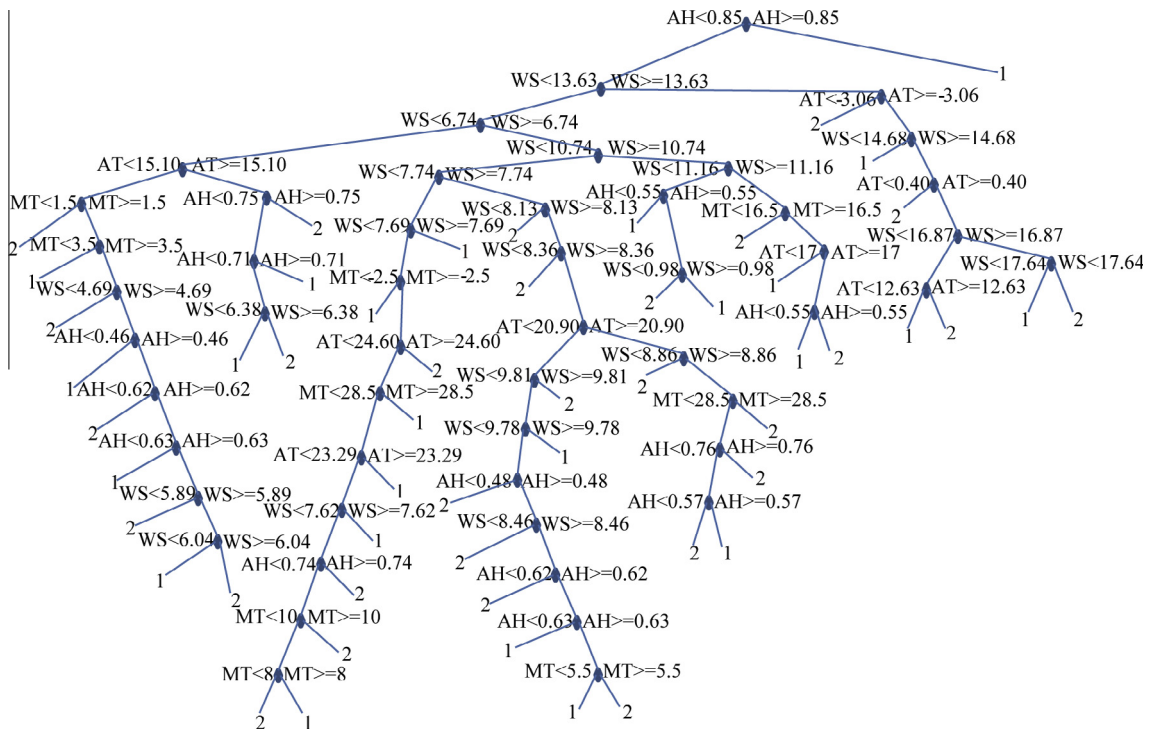 AH<0.85 AH>=0.85
1
WS<13.63 WS>=13.63
AT<-3.06 AT>=-3.06
2
WS<6.74 WS>=6.74
WS<14.68 WS>=14.68
1
WS<10.74 WS>=10.74
AT<15.10 AT>=15.10
WS<7.74 WS>=7.74
WS<11.16 WS>=11.16
AT<0.40 AT>=0.40
2
MT<1.5 MT>=1.5
2
AH<0.75 AH>=0.75
2
AH<0.55 AH>=0.55
1
WS<8.13 WS>=8.13
2
MT<16.5 MT>=16.5
2
WS<7.69 WS>=7.69
1
WS<16.87 WS>=16.87
MT<3.5 MT>=3.5
1
WS<8.36 WS>=8.36
2
AT<17 AT>=17
1
AH<0.71 AH>=0.71
1
WS<17.64 WS<17.64
1 2
MT<-2.5 MT>=-2.5
1
WS<0.98 WS>=0.98
2 1
WS<4.69 WS>=4.69
2
AT<12.63 AT>=12.63
1 2
WS<6.38 WS>=6.38
1 2
AH<0.55 AH>=0.55
1 2
AT<20.90 AT>=20.90
AH<0.46 AH>=0.46
1
AT<24.60 AT>=24.60
2
WS<8.86 WS>=8.86
2
WS<9.81 WS>=9.81
2
AH<0.62 AH>=0.62
2
MT<28.5 MT>=28.5
1
MT<28.5 MT>=28.5
2
WS<9.78 WS>=9.78
1
AH<0.63 AH>=0.63
1
AH<0.76 AH>=0.76
2
AT<23.29 AT>=23.29
1
AH<0.48 AH>=0.48
2
WS<5.89 WS>=5.89
2
AH<0.57 AH>=0.57
2 1
WS<7.62 WS>=7.62
1
WS<8.46 WS>=8.46
2
WS<6.04 WS>=6.04
1 2
AH<0.74 AH>=0.74
2
AH<0.62 AH>=0.62
2
MT<10 MT>=10
2
AH<0.63 AH>=0.63
1
MT<8 MT>=8
2 1
MT<5.5 MT>=5.5
1 2